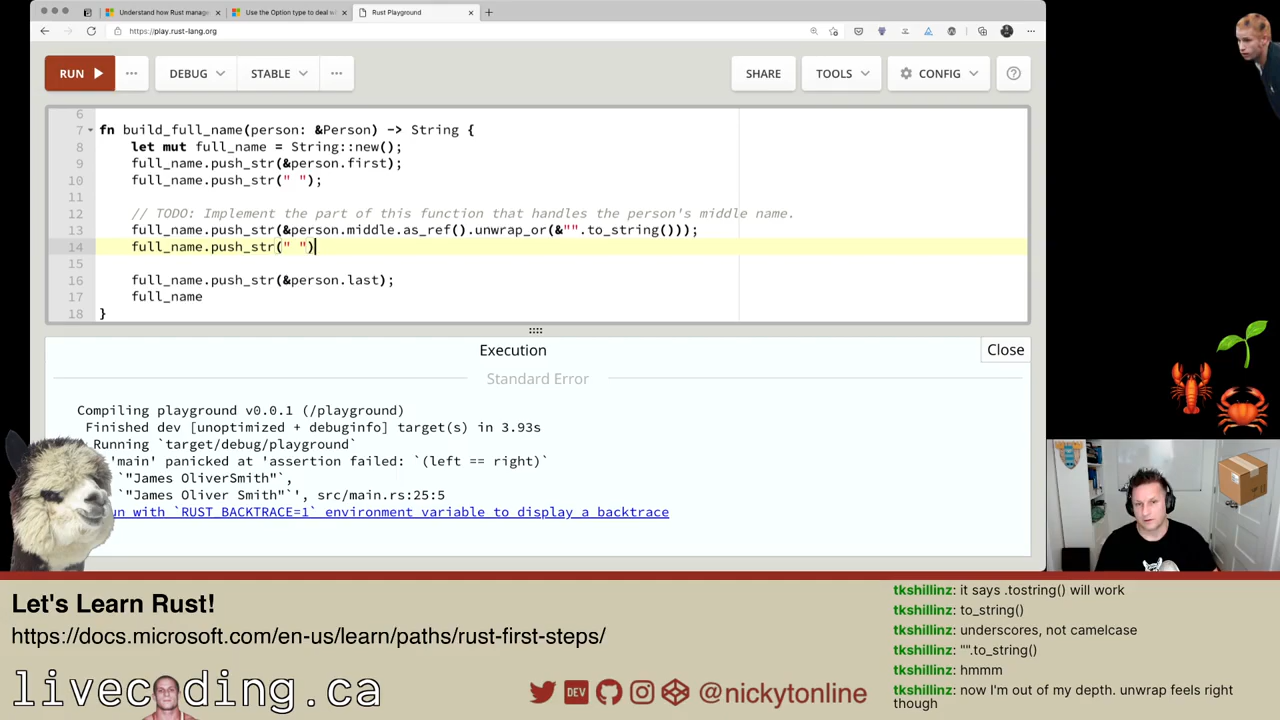 Understand how Rust manag
Use the Option type to deal w
Rust Playground
https://play.rust-lang.org
RUN
DEBUG
STABLE
SHARE
TOOLS
CONFIG
6
7 fn build_full_name(person: &Person) -> String {
8 let mut full_name = String::new();
9 full_name.push_str(&person.first);
10 full_name.push_str(" ");
11
12 // TODO: Implement the part of this function that handles the person's middle name.
13 full_name.push_str(&person.middle.as_ref().unwrap_or(&"".to_string()));
14 full_name.push_str(" ")
15
16 full_name.push_str(&person.last);
17 full_name
18 }
Execution
Close
Standard Error
Compiling playground v0.0.1 (/playground)
Finished dev [unoptimized + debuginfo] target(s) in 3.93s
Running `target/debug/playground`
'main' panicked at 'assertion failed: `(left == right)`
`"James OliverSmith"`,
`"James Oliver Smith"`', src/main.rs:25:5
un with `RUST_BACKTRACE=1` environment variable to display a backtrace
Let's Learn Rust!
https://docs.microsoft.com/en-us/learn/paths/rust-first-steps/
livecoding.ca
DEV
@nickytonline
tkshillinz: it says .tostring() will work
tkshillinz: to_string()
tkshillinz: underscores, not camelcase
tkshillinz: "".to_string()
tkshillinz: hmmm
tkshillinz: now I'm out of my depth. unwrap feels right
though